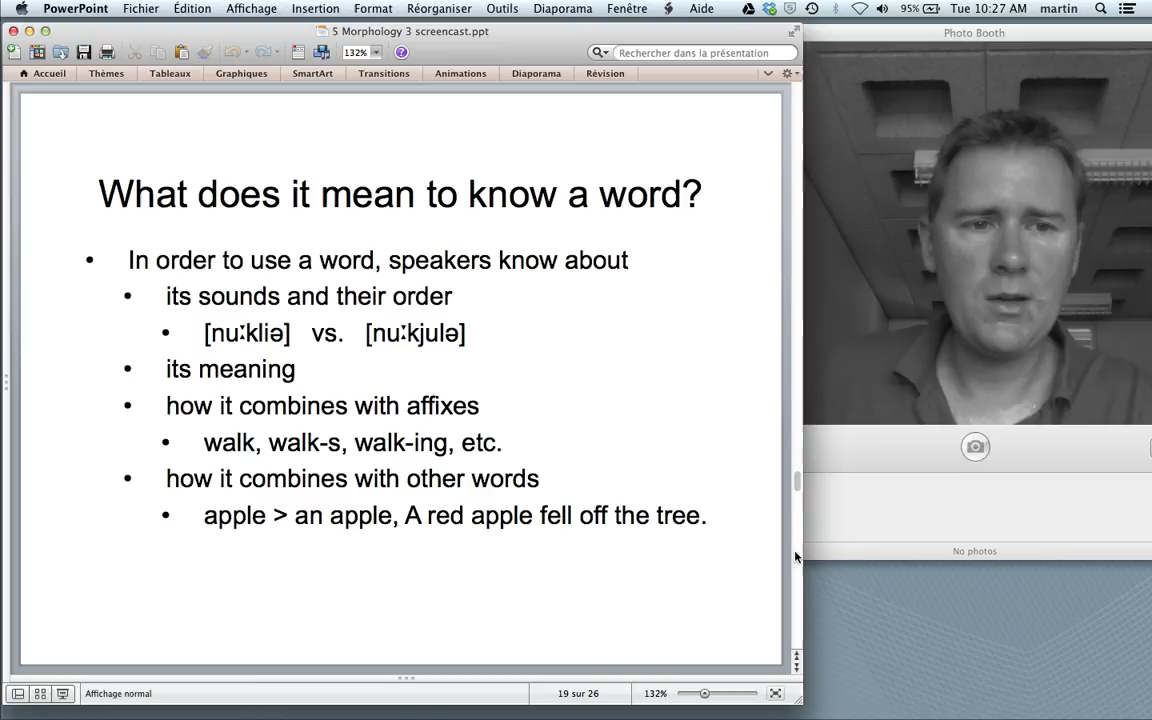 PowerPoint Fichier Édition Affichage Insertion Format Réorganiser Outils Diaporama Fenêtre Aide 95% Tue 10:27 AM martin
5 Morphology 3 screencast.ppt
132% Rechercher dans la présentation
Accueil Thèmes Tableaux Graphiques SmartArt Transitions Animations Diaporama Révision
Photo Booth
What does it mean to know a word?
• In order to use a word, speakers know about
• its sounds and their order
• [nuːkliə] vs. [nuːkjulə]
• its meaning
• how it combines with affixes
• walk, walk-s, walk-ing, etc.
• how it combines with other words
• apple > an apple, A red apple fell off the tree.
No photos
Affichage normal 19 sur 26 132%